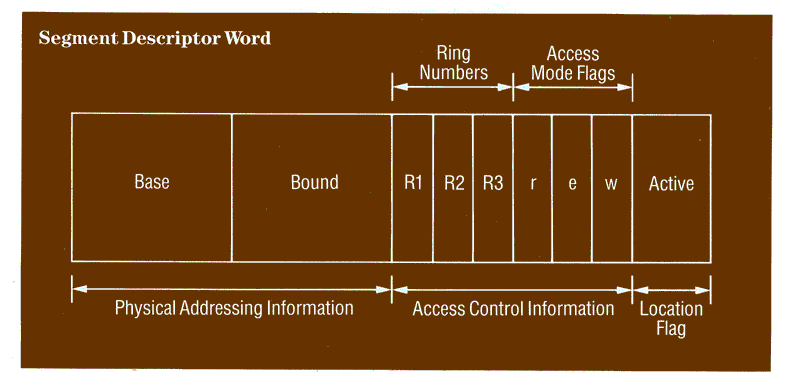 Segment Descriptor Word
Ring
Numbers
Access
Mode Flags
Base
Bound
R1
R2
R3
r
e
w
Active
Physical Addressing Information
Access Control Information
Location
Flag